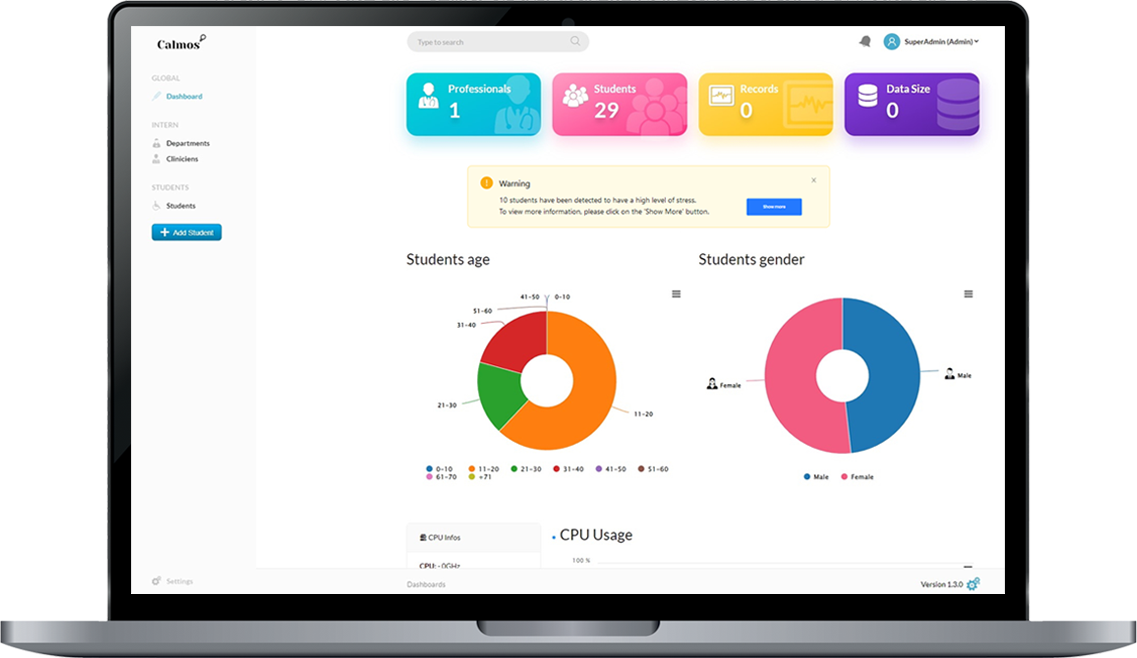 Calmos
Type to search
SuperAdmin (Admin)
GLOBAL
Dashboard
INTERN
Departments
Cliniciens
STUDENTS
Students
Add Student
Settings
Professionals
1
Students
29
Records
0
Data Size
0
Warning
10 students have been detected to have a high level of stress.
To view more information, please click on the 'Show More' button.
Show more
Students age
41-50 0-10
51-60
31-40
21-30
11-20
0-10 11-20 21-30 31-40 41-50 51-60
61-70 +71
Students gender
Female
Male
Male Female
CPU Infos
CPU: - 0GHz
CPU Usage
100 %
Dashboards
Version 1.3.0